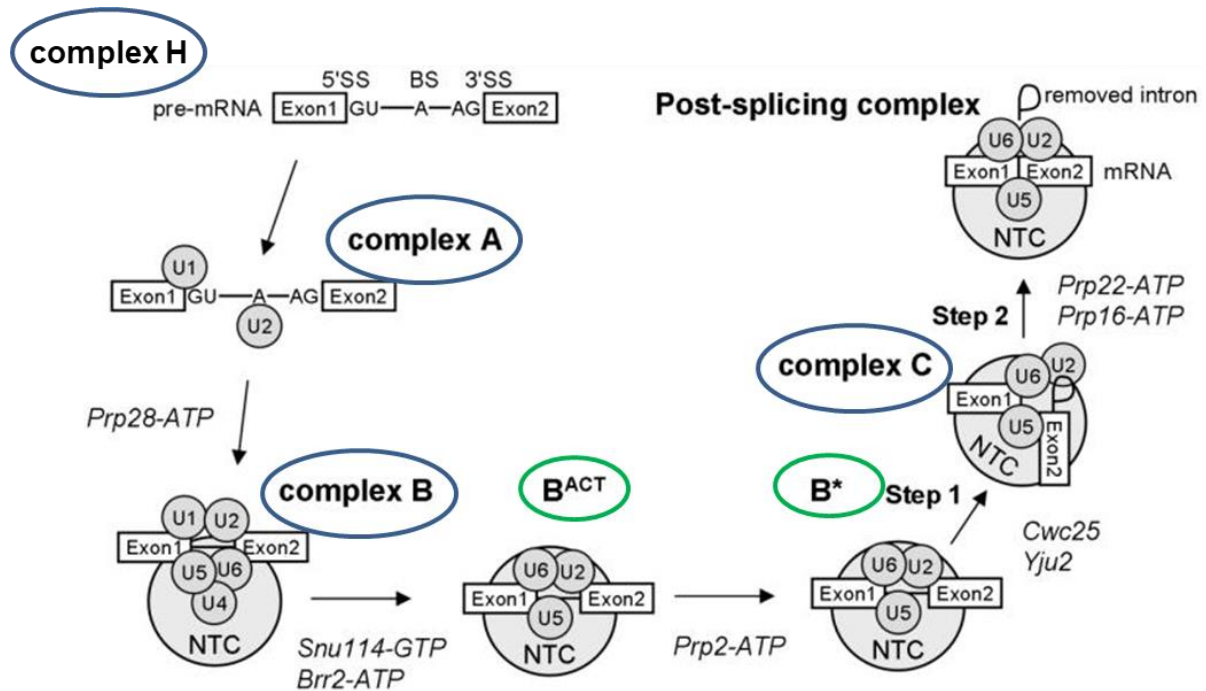 complex H
5'SS BS 3'SS
pre-mRNA Exon1 GU A AG Exon2
complex A
U1
Exon1 GU A AG Exon2
U2
Prp28-ATP
complex B
U1 U2
Exon1 Exon2
U5 U6
U4
NTC
Snu114-GTP
Brr2-ATP
B^ACT
U6 U2
Exon1 Exon2
U5
NTC
Prp2-ATP
B*
U6 U2
Exon1 Exon2
U5
NTC
Step 1
Cwc25
Yju2
complex C
U2
U6
Exon1
U5
Exon2
NTC
Step 2
Prp22-ATP
Prp16-ATP
Post-splicing complex
removed intron
U6 U2
Exon1 Exon2 mRNA
U5
NTC